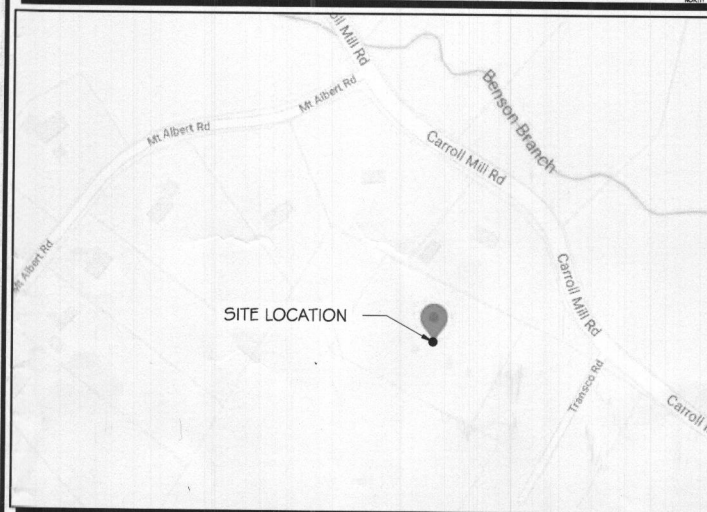 ll Mill Rd
Mt Albert Rd
Mt Albert Rd
Benson Branch
Carroll Mill Rd
Mt Albert Rd
Carroll Mill Rd
SITE LOCATION
Transco Rd
Carroll